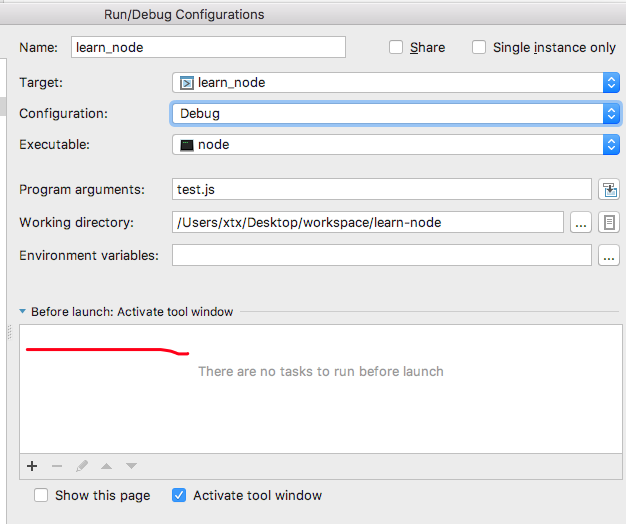 Run/Debug Configurations
Name: learn_node Share Single instance only
Target: learn_node
Configuration: Debug
Executable: node
Program arguments: test.js
Working directory: /Users/xtx/Desktop/workspace/learn-node ...
Environment variables: ...
Before launch: Activate tool window
There are no tasks to run before launch
Show this page Activate tool window